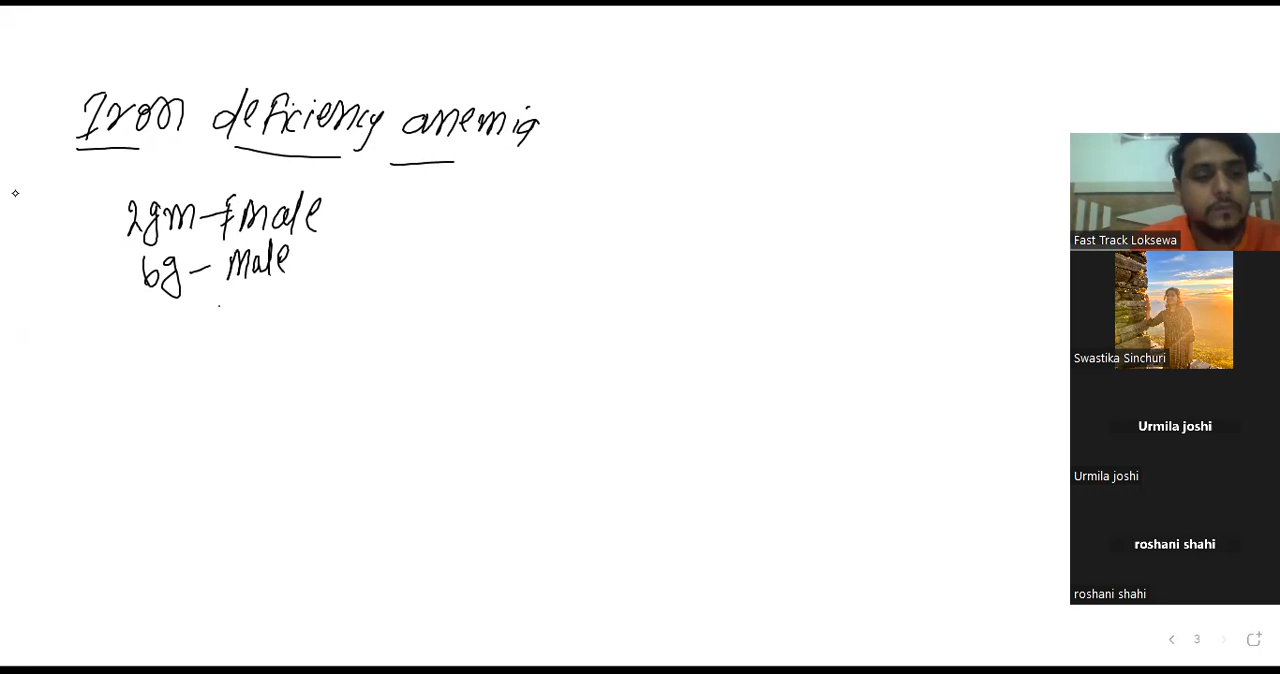 Iron deficiency anemia
2gm - fmale
6g - male
Fast Track Loksewa
Swastika Sinchuri
Urmila joshi
Urmila joshi
roshani shahi
roshani shahi
3